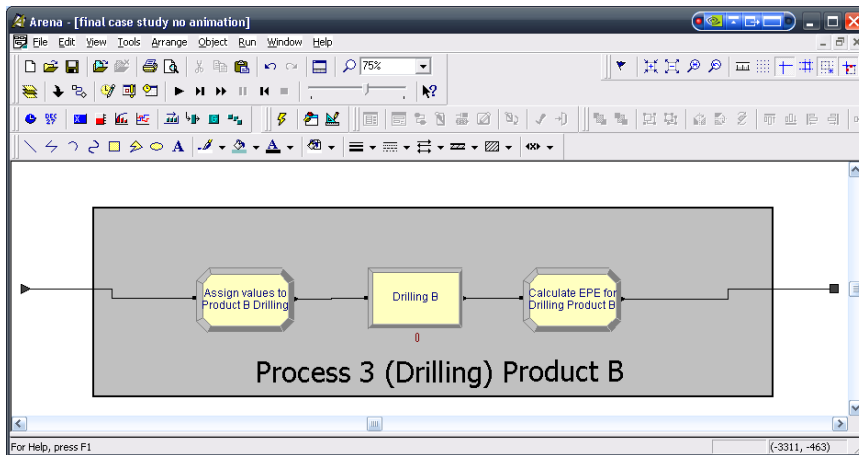 Arena - [final case study no animation]
File Edit View Tools Arrange Object Run Window Help
75%
Assign values to
Product B Drilling
Drilling B
0
Calculate EPE for
Drilling Product B
Process 3 (Drilling) Product B
For Help, press F1
(-3311, -463)